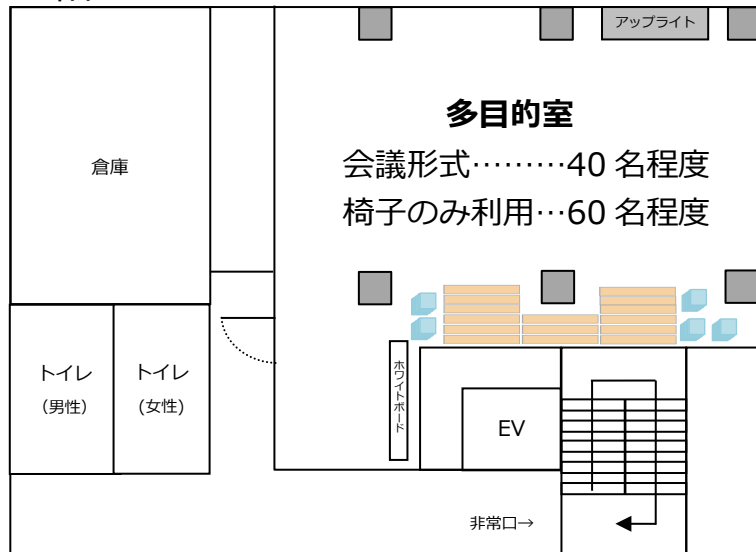 アップライト
多目的室
会議形式………40 名程度
椅子のみ利用…60 名程度
倉庫
トイレ
(男性)
トイレ
(女性)
ホワイトボード
EV
非常口→